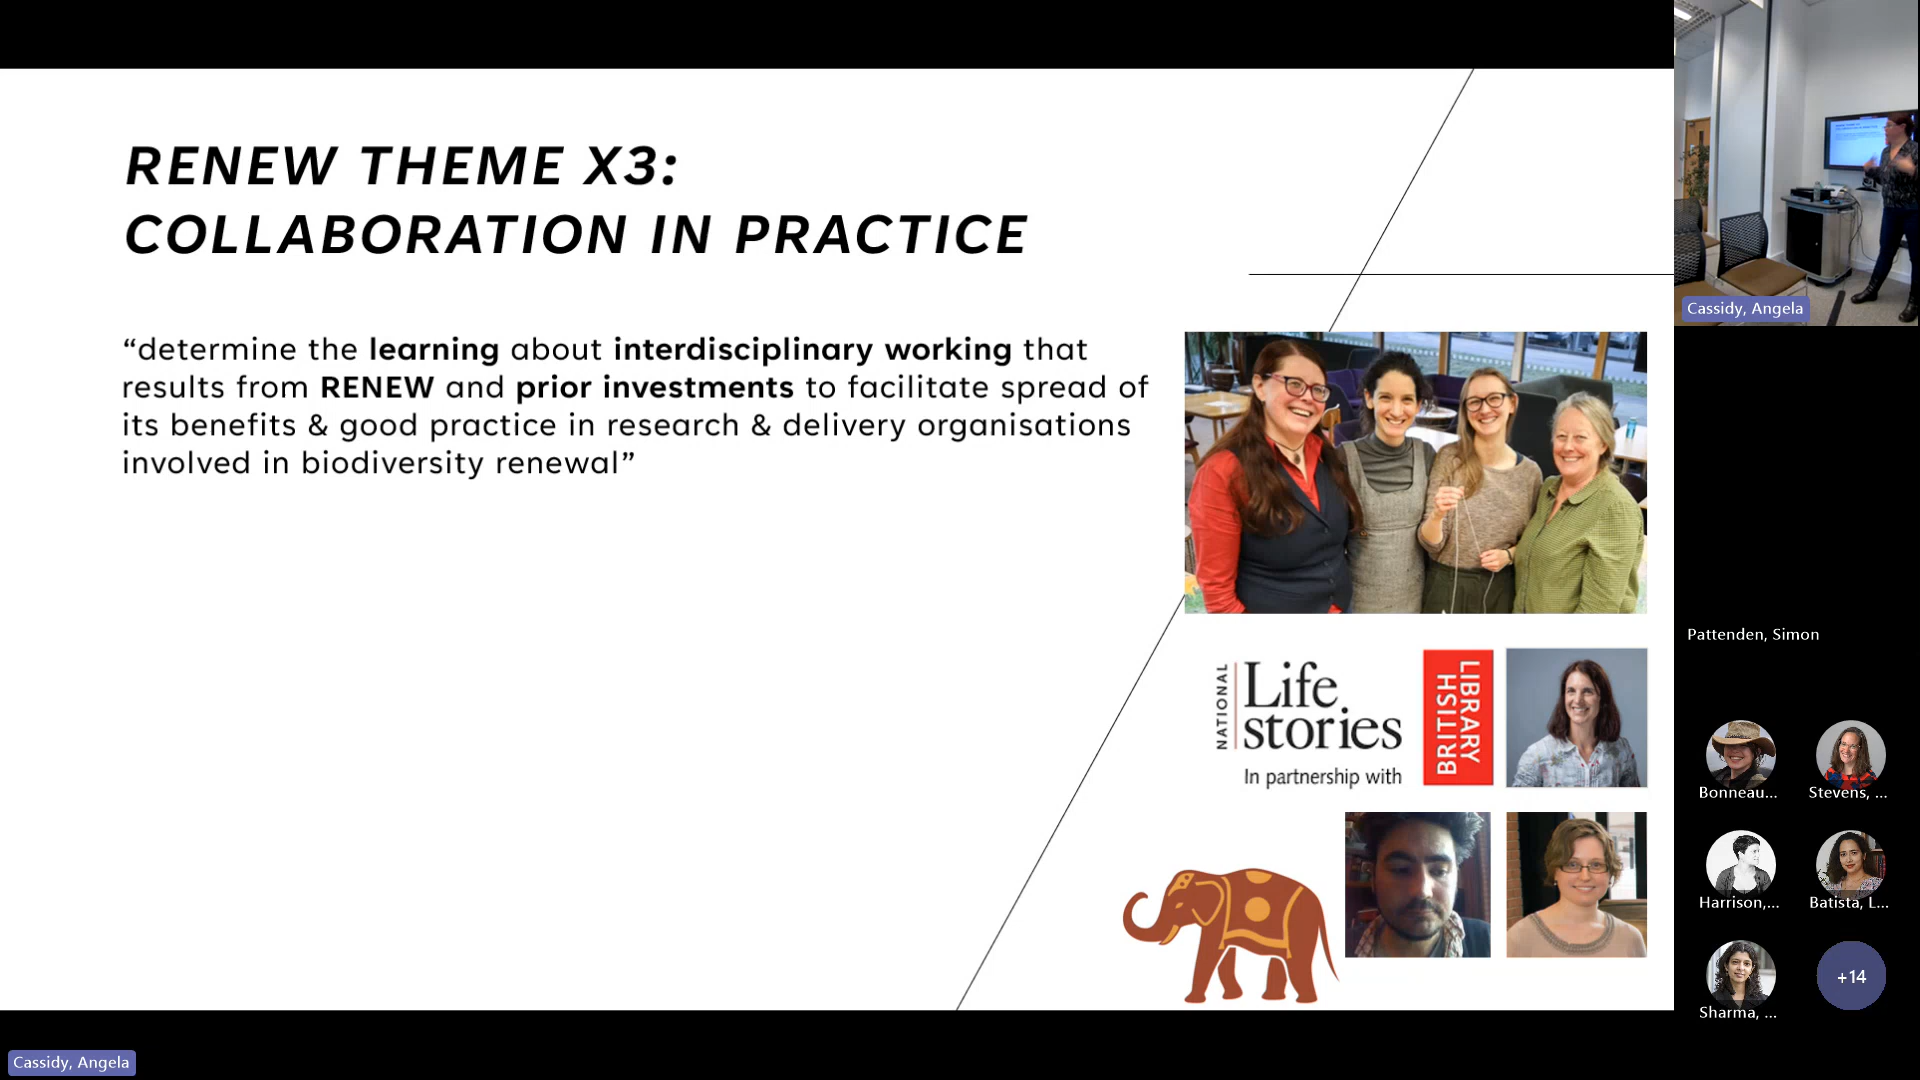 RENEW THEME X3:
COLLABORATION IN PRACTICE
“determine the learning about interdisciplinary working that
results from RENEW and prior investments to facilitate spread of
its benefits & good practice in research & delivery organisations
involved in biodiversity renewal”
NATIONAL
Life
stories
In partnership with
BRITISH
LIBRARY
Cassidy, Angela
Pattenden, Simon
Bonneau...
Stevens, ...
Harrison,...
Batista, L...
Sharma, ...
+14
Cassidy, Angela